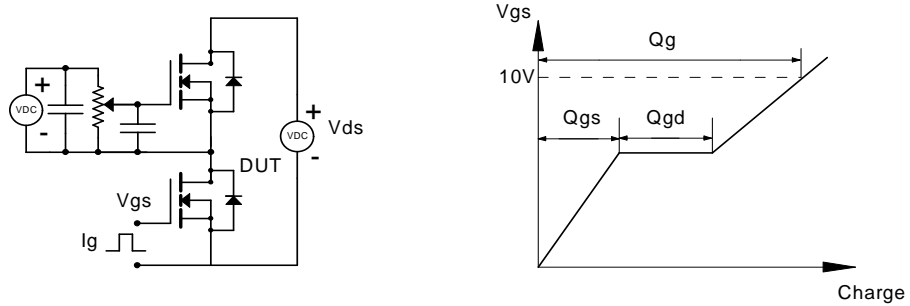 +
VDC
-
+
VDC
-
Vds
DUT
Vgs
Ig
Vgs
Qg
10V
Qgs
Qgd
Charge